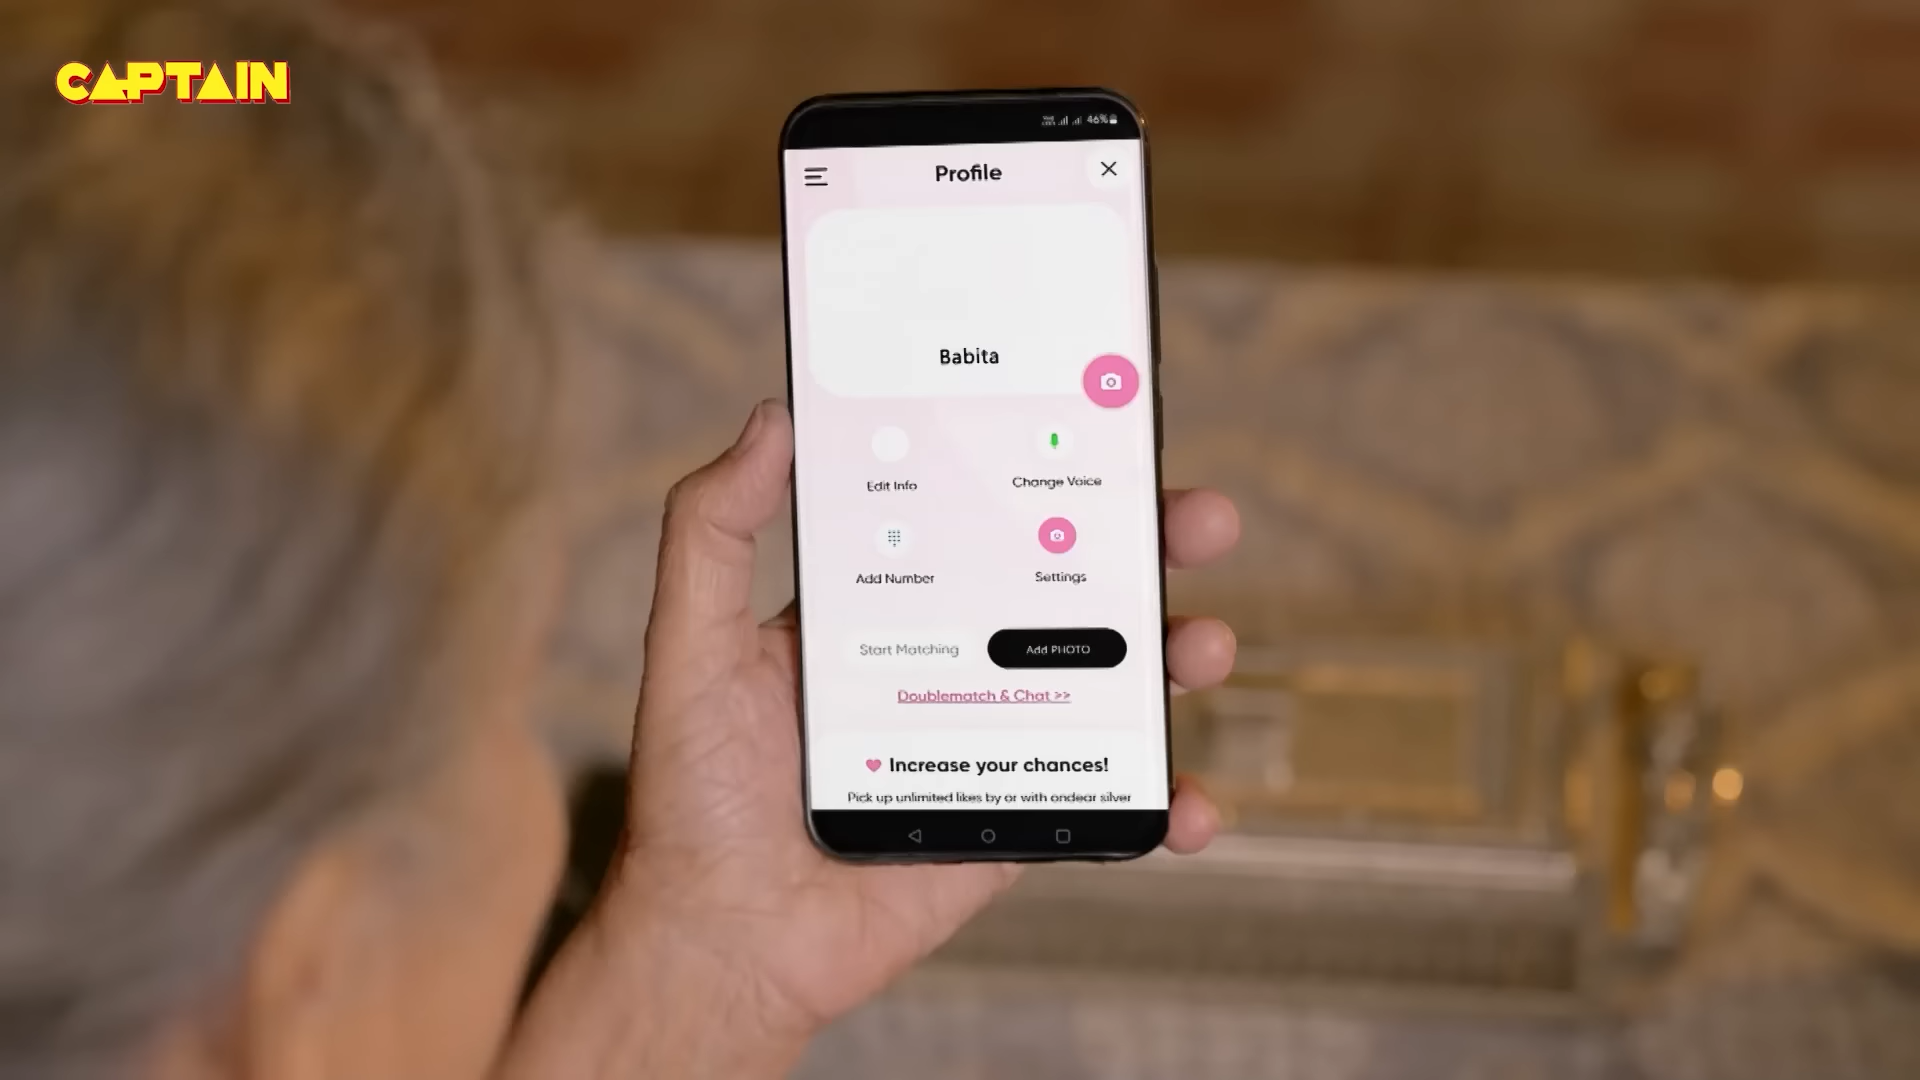 CAPTAIN
46%
Profile
Babita
Edit Info
Change Voice
Add Number
Settings
Start Matching
Add PHOTO
Doublematch & Chat >>
Increase your chances!
Pick up unlimited likes by or with ondear silver